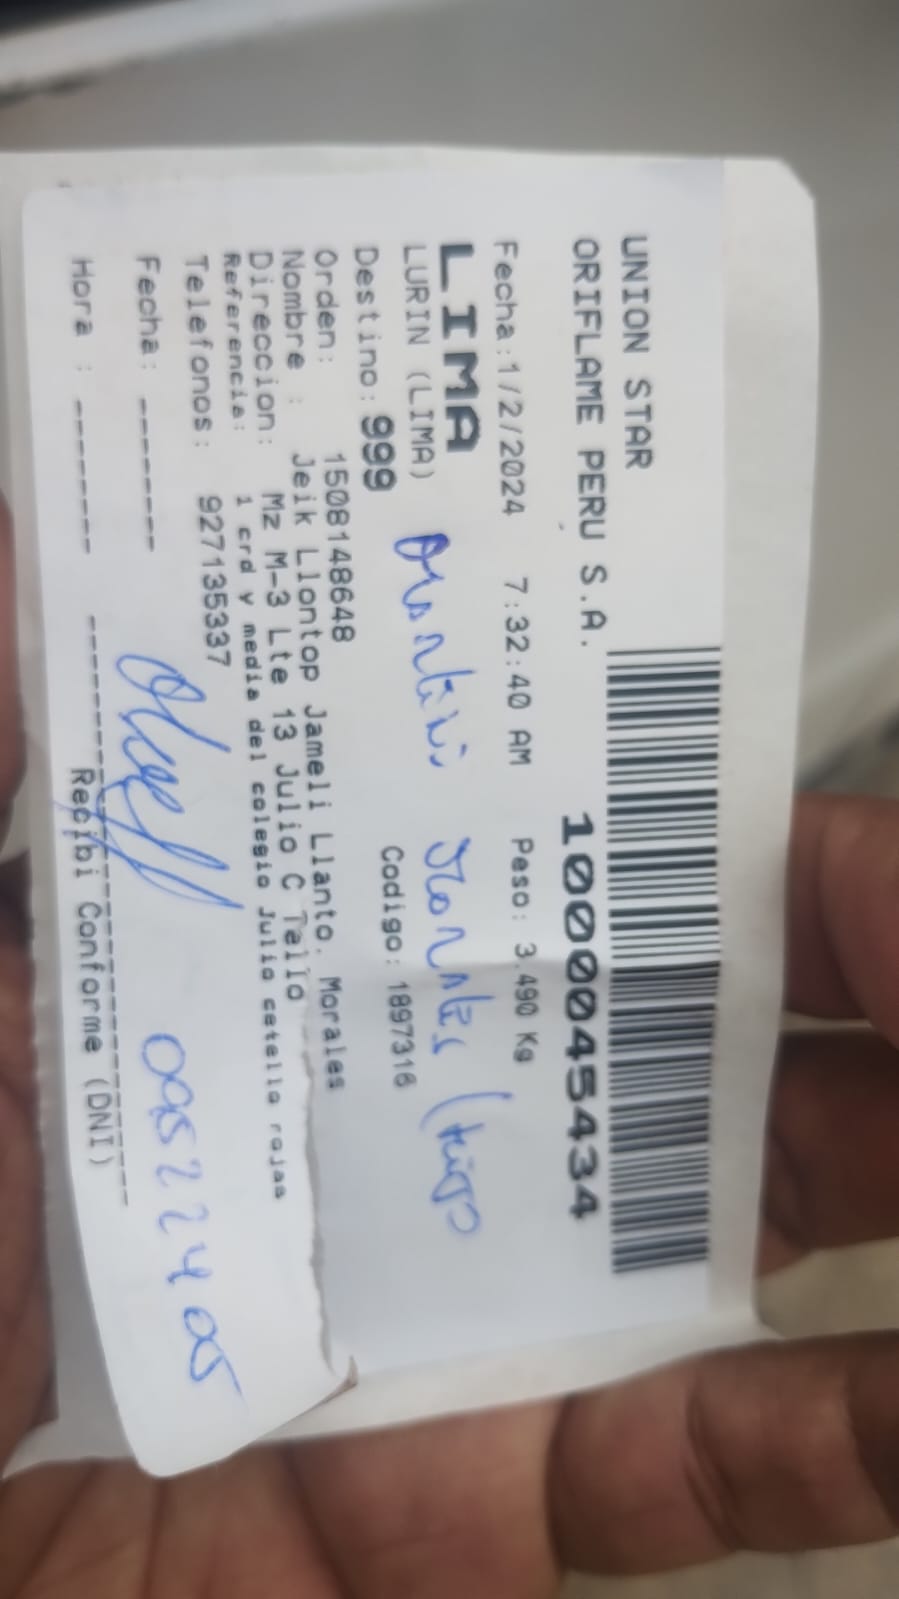 UNION STAR
ORIFLAME PERU S.A. 1000045434
Fecha:1/2/2024 7:32:40 AM Peso: 3.490 Kg
LIMA
LURIN (LIMA)
Destino: 999 Codigo: 1897316
Orden: 1508148648
Nombre : Jeik Llontop Jameli Llanto. Morales
Direccion: Mz M-3 Lte 13 Julio C Tello
Referencia: 1 crd y media del colegio Julio cetello rojas
Telefonos: 927135337
Fecha: ------
Hora : -------
Recibi Conforme (DNI)